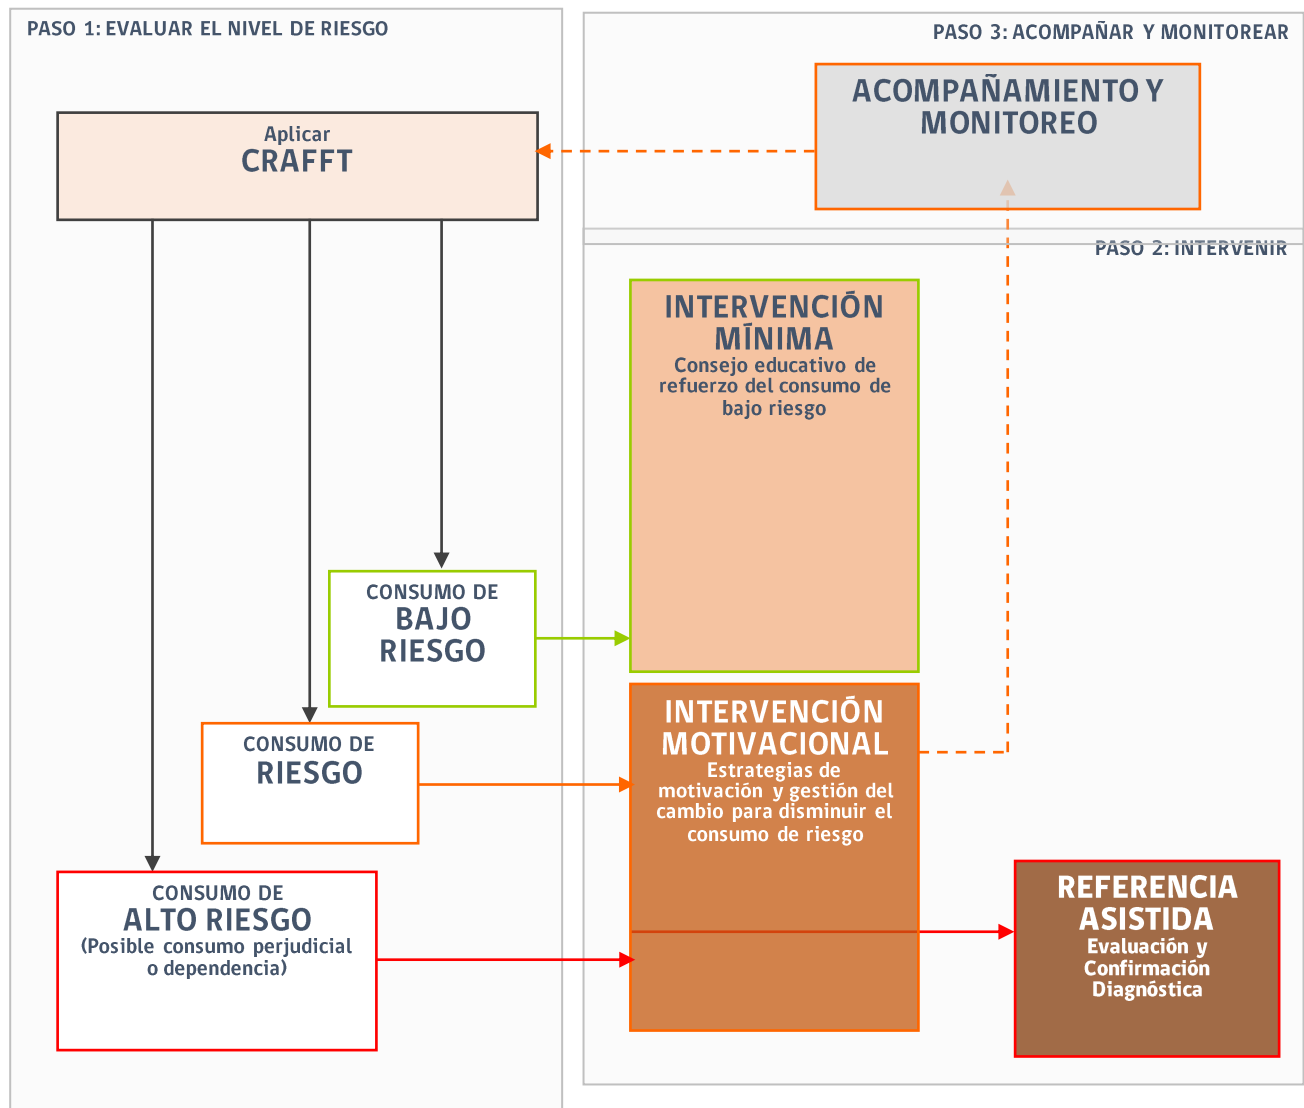 PASO 1: EVALUAR EL NIVEL DE RIESGO
Aplicar
CRAFFT
CONSUMO DE
BAJO
RIESGO
CONSUMO DE
RIESGO
CONSUMO DE
ALTO RIESGO
(Posible consumo perjudicial
o dependencia)
PASO 3: ACOMPAÑAR Y MONITOREAR
ACOMPAÑAMIENTO Y
MONITOREO
PASO 2: INTERVENIR
INTERVENCIÓN
MÍNIMA
Consejo educativo de
refuerzo del consumo de
bajo riesgo
INTERVENCIÓN
MOTIVACIONAL
Estrategias de
motivación y gestión del
cambio para disminuir el
consumo de riesgo
REFERENCIA
ASISTIDA
Evaluación y
Confirmación
Diagnóstica